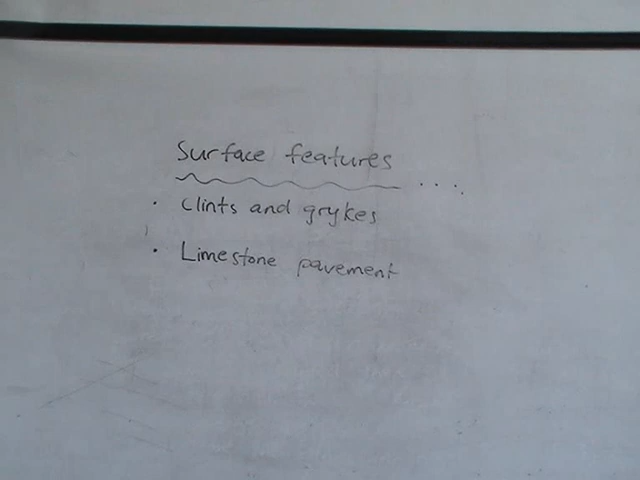 Surface features
. . . .
• Clints and grykes
• Limestone pavement